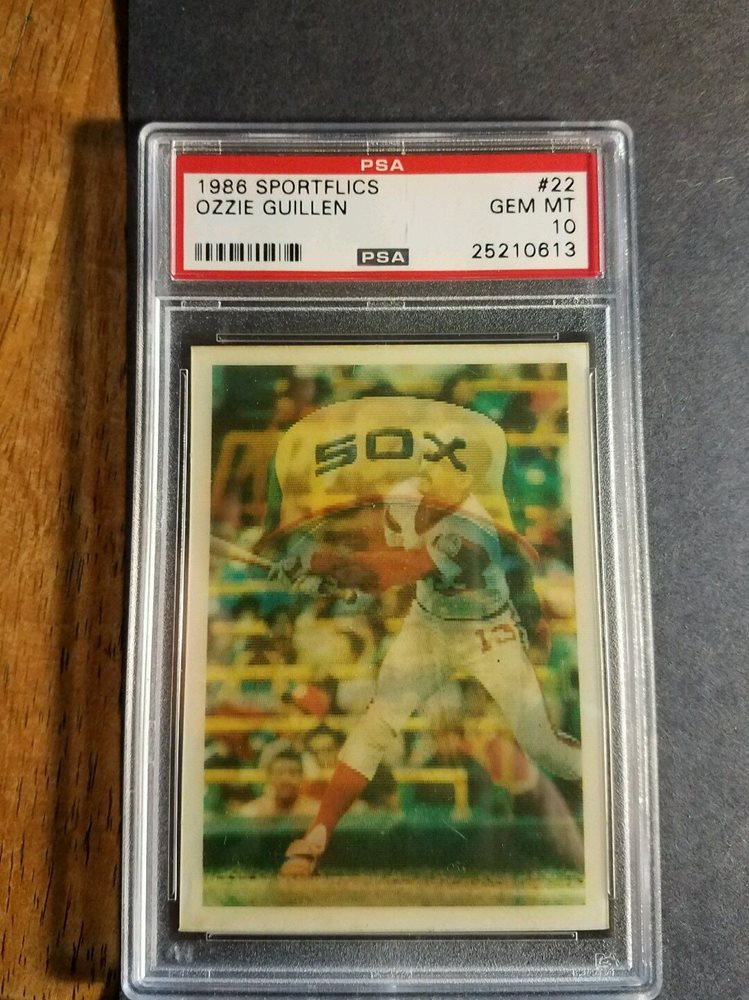 PSA
1986 SPORTFLICS #22
OZZIE GUILLEN GEM MT
10
PSA 25210613
SOX
13